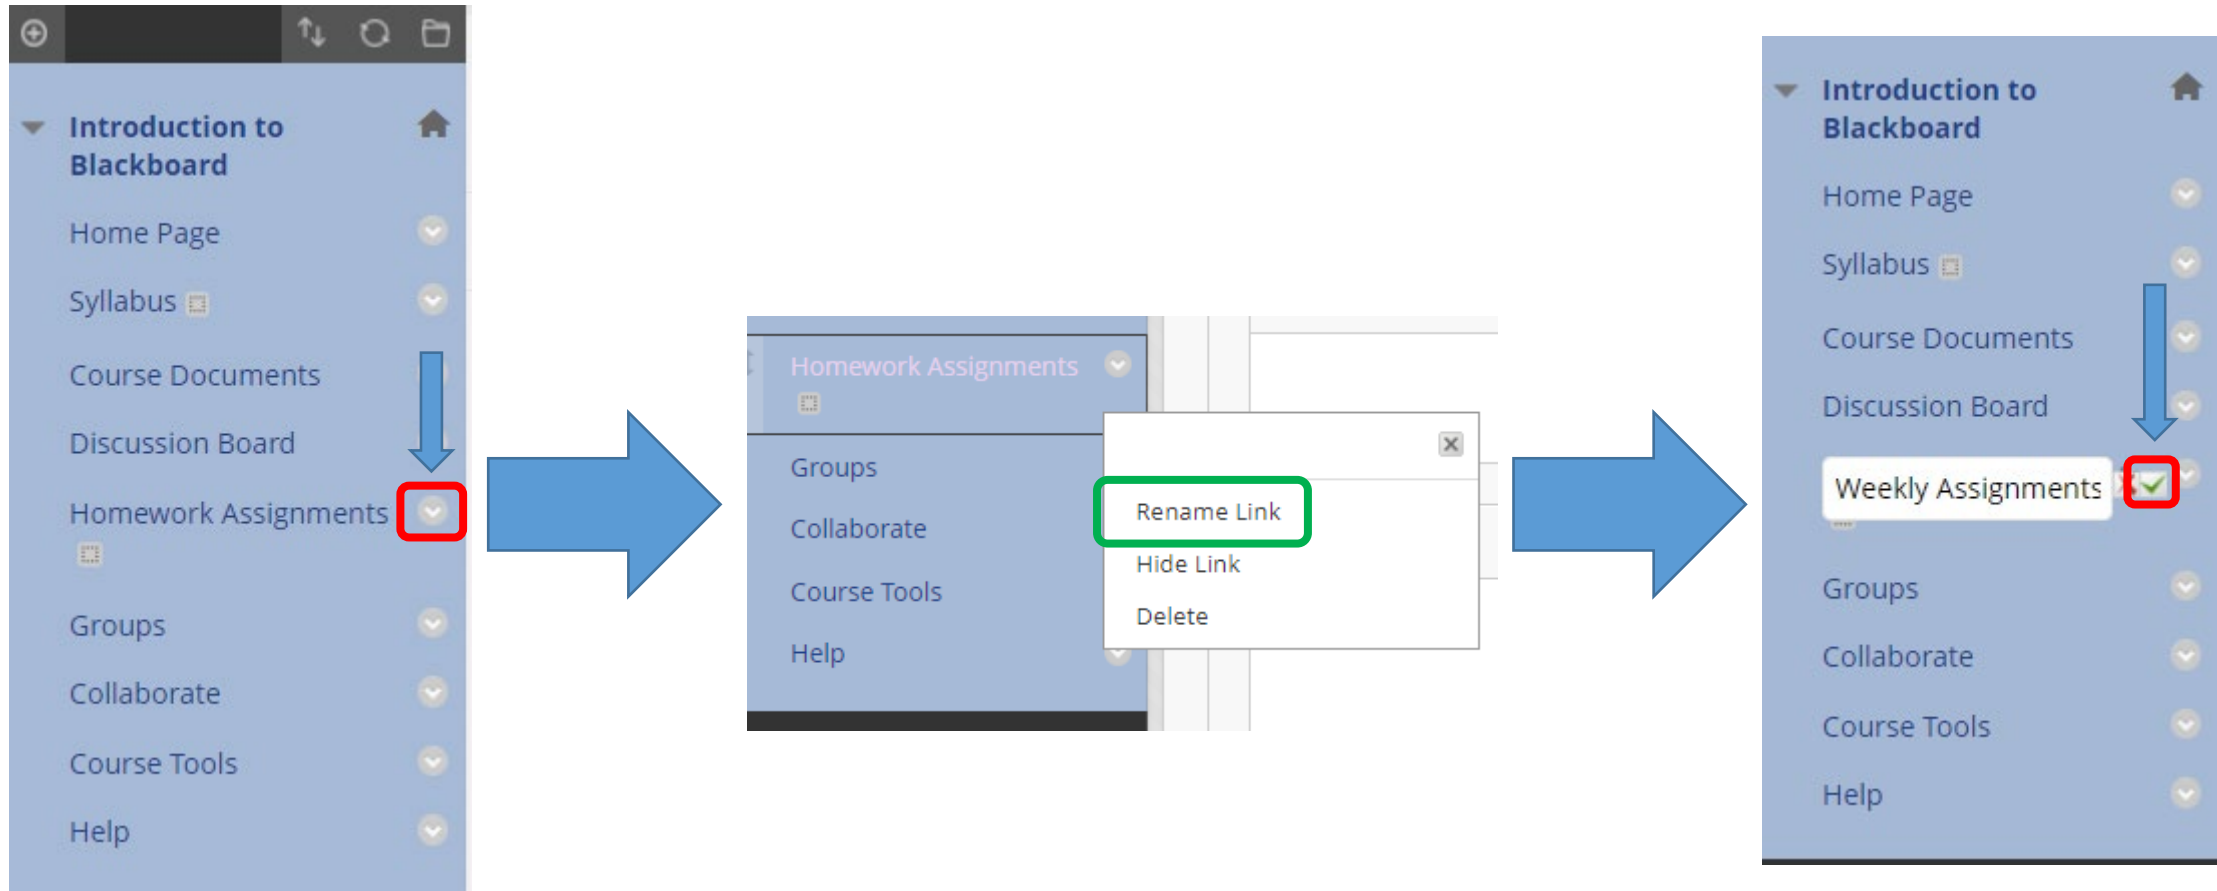 Introduction to
Blackboard
Home Page
Syllabus
Course Documents
Discussion Board
Homework Assignments
Groups
Collaborate
Course Tools
Help
Homework Assignments
Groups
Collaborate
Course Tools
Help
Rename Link
Hide Link
Delete
Introduction to
Blackboard
Home Page
Syllabus
Course Documents
Discussion Board
Weekly Assignments
Groups
Collaborate
Course Tools
Help